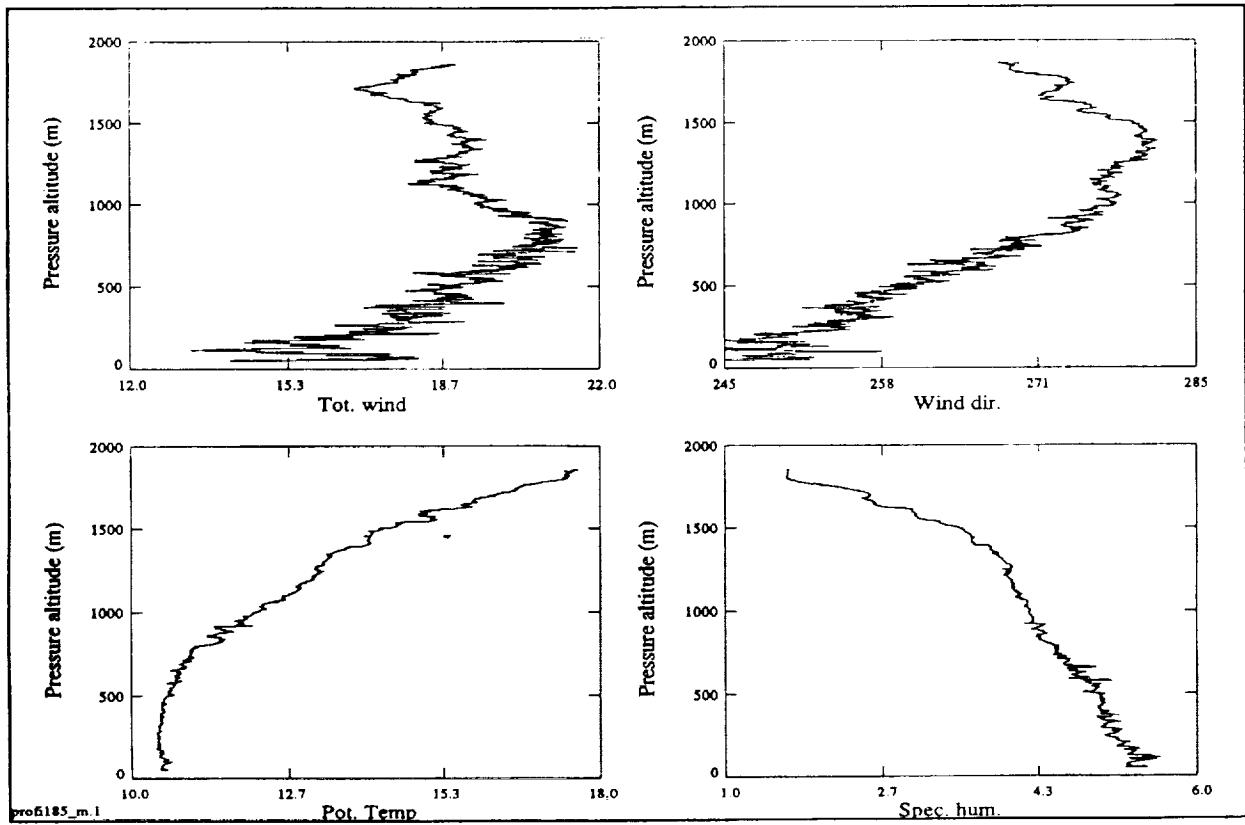 2000
1500
1000
500
0
Pressure altitude (m)
12.0 15.3 18.7 22.0
Tot. wind
2000
1500
1000
500
0
Pressure altitude (m)
245 258 271 285
Wind dir.
2000
1500
1000
500
0
Pressure altitude (m)
10.0 12.7 15.3 18.0
Pot. Temp
2000
1500
1000
500
0
Pressure altitude (m)
1.0 2.7 4.3 6.0
Spec. hum.
profi185_m.1